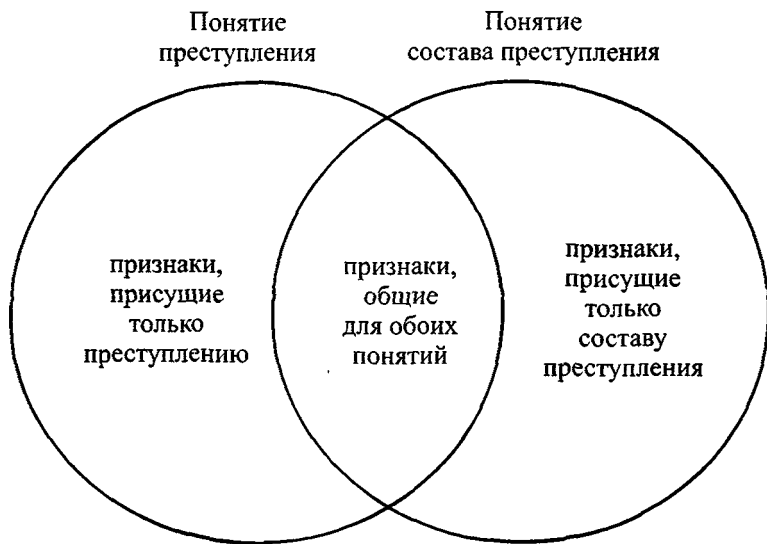 Понятие
преступления
Понятие
состава преступления
признаки,
присущие
только
преступлению
признаки,
общие
для обоих
понятий
признаки,
присущие
только
составу
преступления